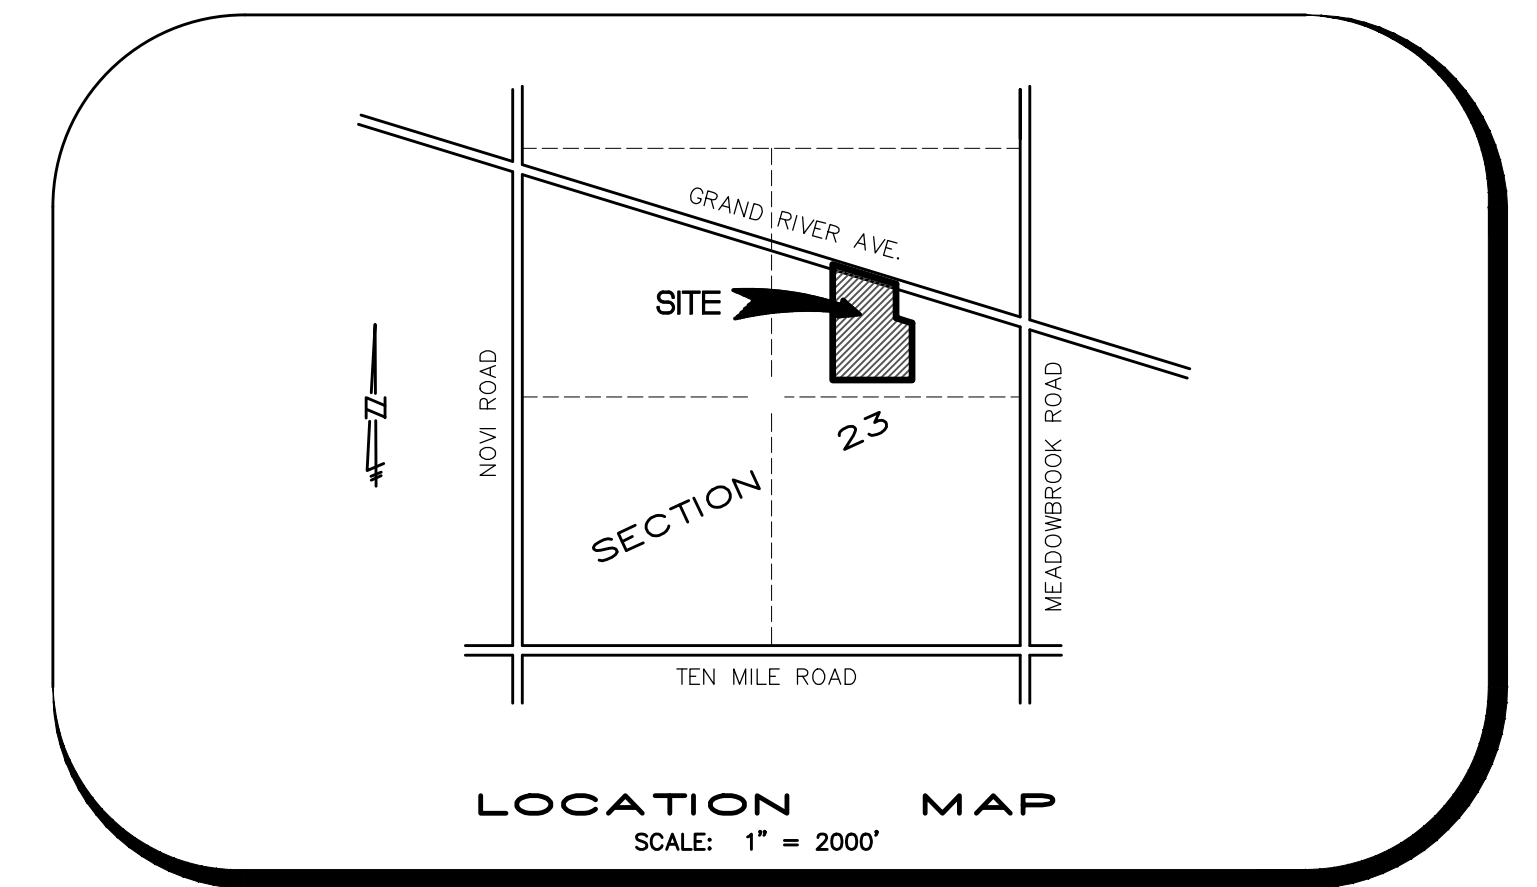 GRAND RIVER AVE.
SITE
NOVI ROAD
MEADOWBROOK ROAD
N
SECTION 23
TEN MILE ROAD
LOCATION MAP
SCALE: 1" = 2000'